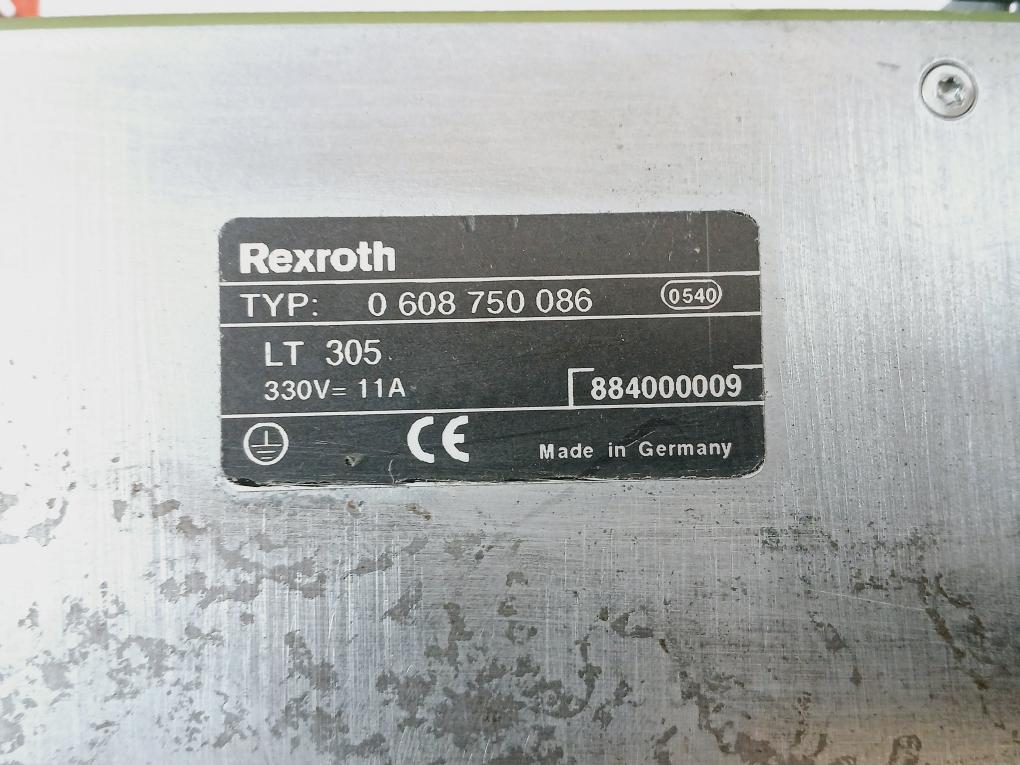 Rexroth
TYP: 0 608 750 086 0540
LT 305
330V= 11A 884000009
CE Made in Germany